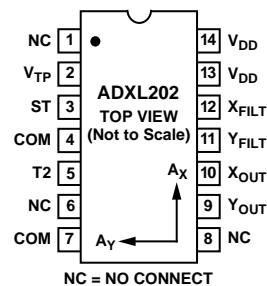 NC 1 14 VDD
VTP 2 13 VDD
ADXL202
ST 3 TOP VIEW 12 XFILT
COM 4 (Not to Scale) 11 YFILT
T2 5 AX 10 XOUT
NC 6 9 YOUT
COM 7 AY 8 NC
NC = NO CONNECT